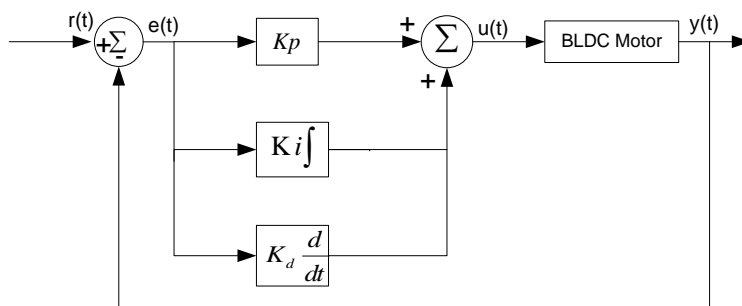 r(t) + Σ - e(t) Kp + Σ + u(t) BLDC Motor y(t)
K i ∫
K_d d/dt